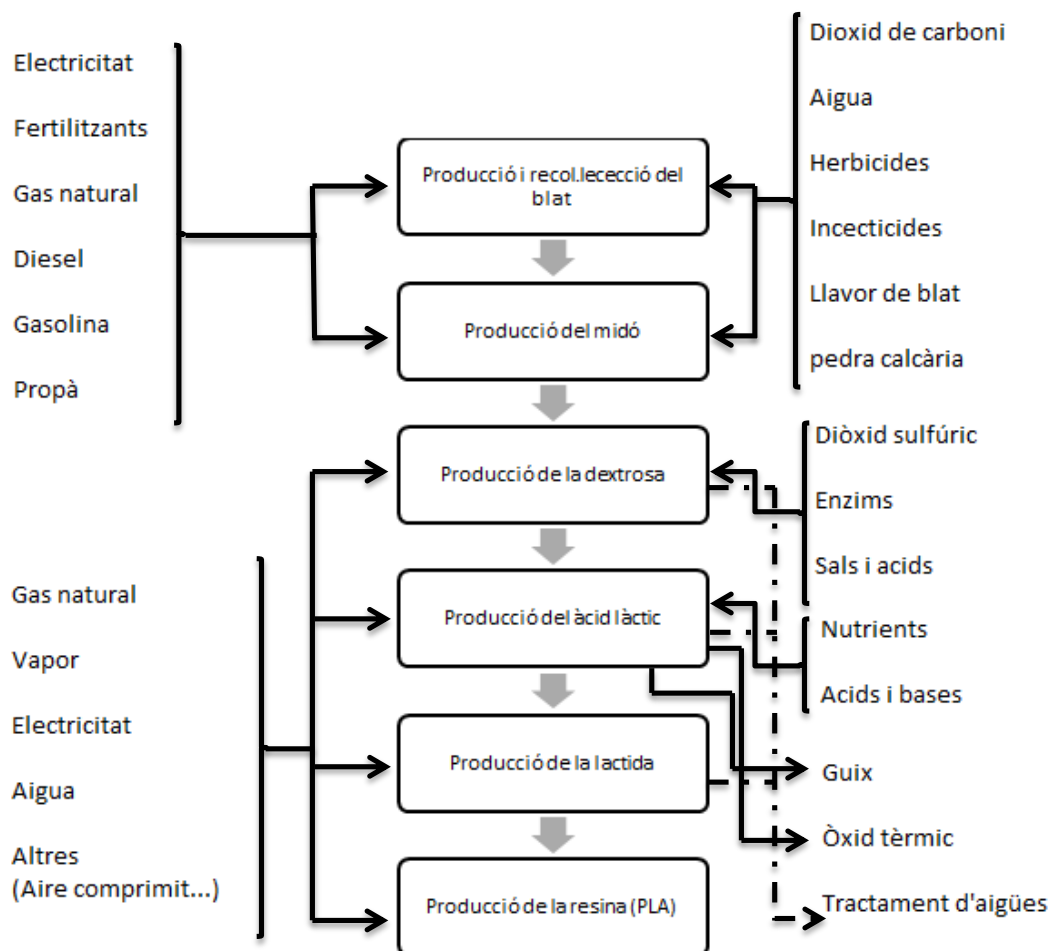 Electricitat
Fertilitzants
Gas natural
Diesel
Gasolina
Propà
Dioxid de carboni
Aigua
Herbicides
Incecticides
Llavor de blat
pedra calcària
Producció i recol.lececció del
blat
Producció del midó
Producció de la dextrosa
Producció del àcid làctic
Producció de la lactida
Producció de la resina (PLA)
Diòxid sulfúric
Enzims
Sals i acids
Nutrients
Acids i bases
Guix
Òxid tèrmic
Tractament d'aigües
Gas natural
Vapor
Electricitat
Aigua
Altres
(Aire comprimit...)